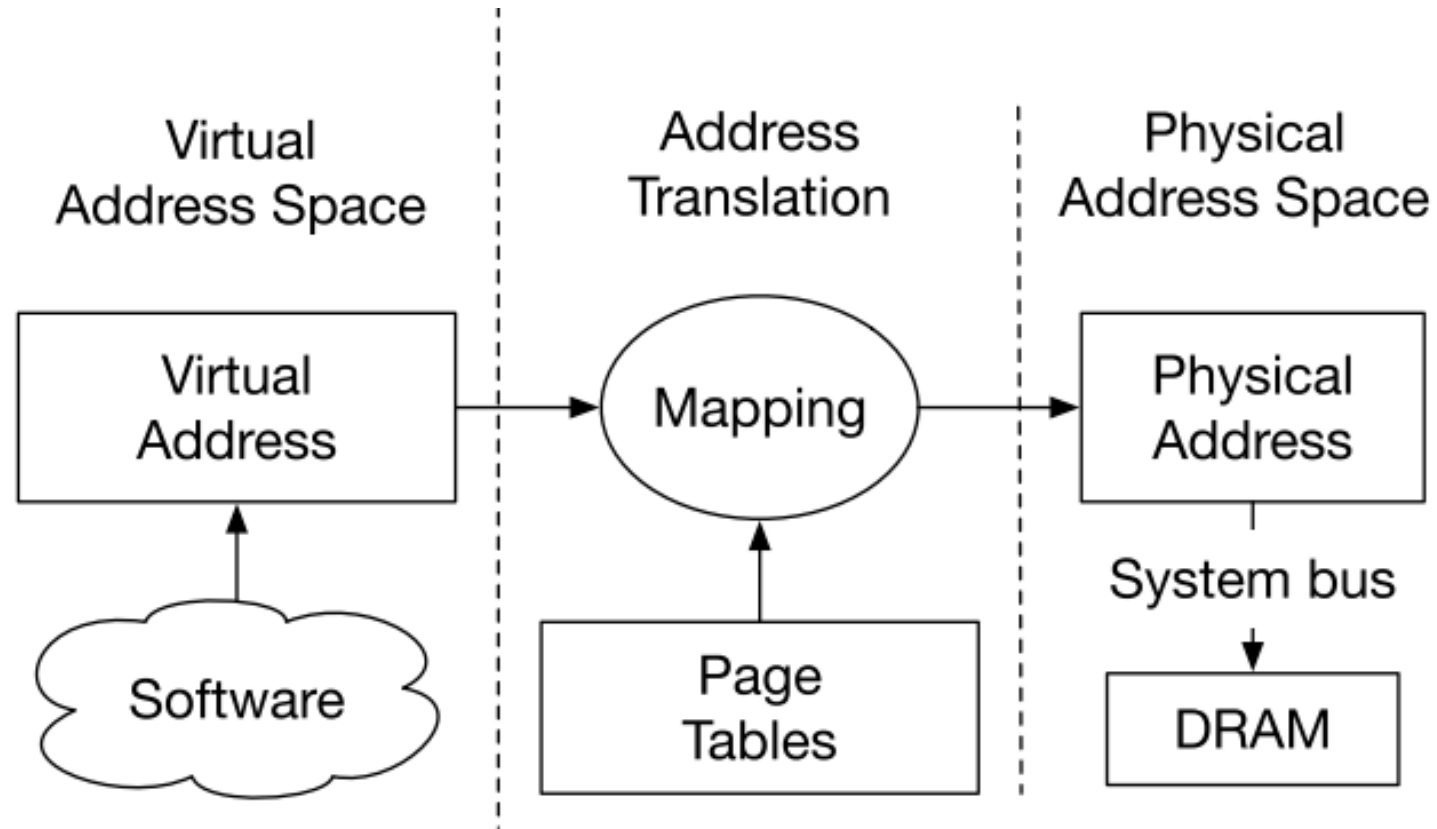 Virtual
Address Space
Address
Translation
Physical
Address Space
Virtual
Address
Mapping
Physical
Address
Software
Page
Tables
System bus
DRAM